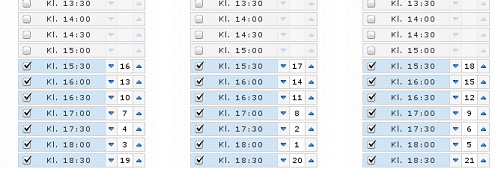 Kl. 13:30 Kl. 13:30 Kl. 13:30
Kl. 14:00 Kl. 14:00 Kl. 14:00
Kl. 14:30 Kl. 14:30 Kl. 14:30
Kl. 15:00 Kl. 15:00 Kl. 15:00
Kl. 15:30 16 Kl. 15:30 17 Kl. 15:30 18
Kl. 16:00 13 Kl. 16:00 14 Kl. 16:00 15
Kl. 16:30 10 Kl. 16:30 11 Kl. 16:30 12
Kl. 17:00 7 Kl. 17:00 8 Kl. 17:00 9
Kl. 17:30 4 Kl. 17:30 2 Kl. 17:30 6
Kl. 18:00 3 Kl. 18:00 1 Kl. 18:00 5
Kl. 18:30 19 Kl. 18:30 20 Kl. 18:30 21